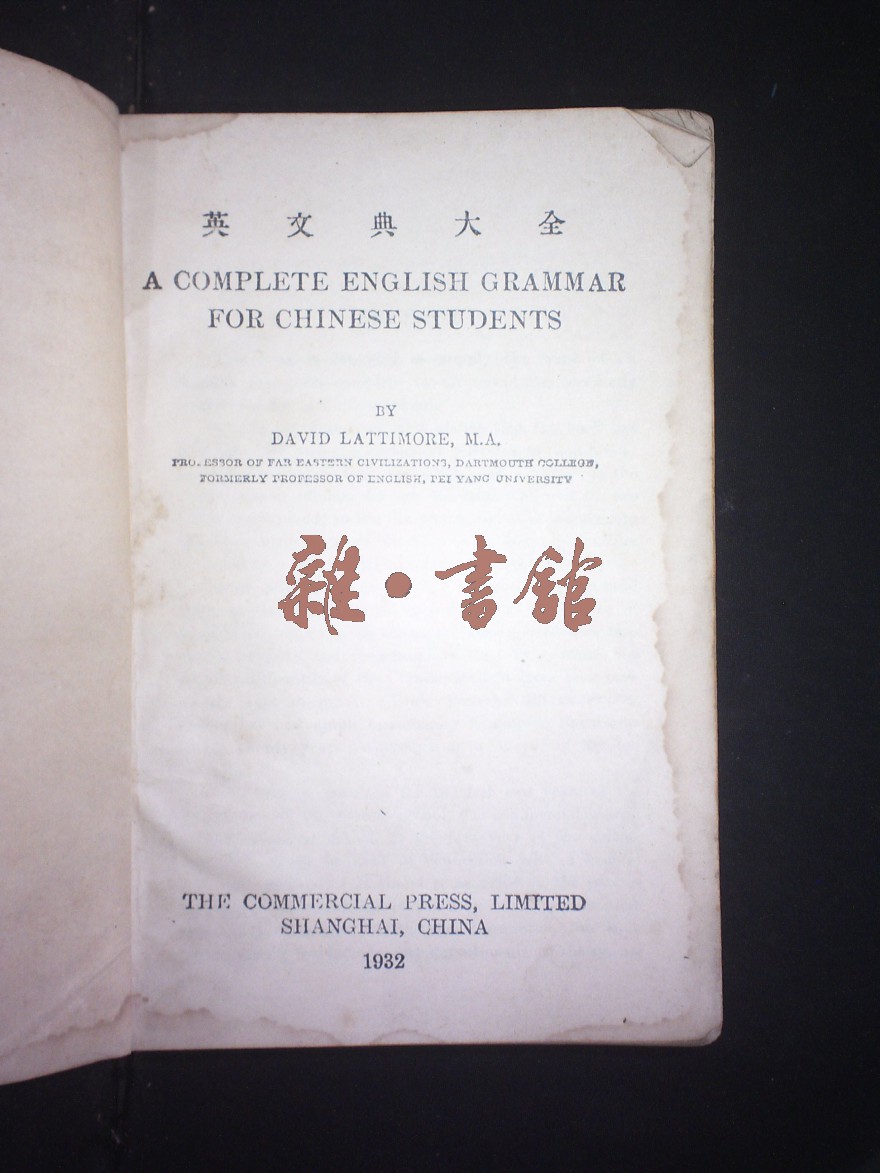 英文典大全
A COMPLETE ENGLISH GRAMMAR
FOR CHINESE STUDENTS
BY
DAVID LATTIMORE, M.A.
PROFESSOR OF FAR EASTERN CIVILIZATIONS, DARTMOUTH COLLEGE,
FORMERLY PROFESSOR OF ENGLISH, PEI YANG UNIVERSITY
雜·書館
THE COMMERCIAL PRESS, LIMITED
SHANGHAI, CHINA
1932